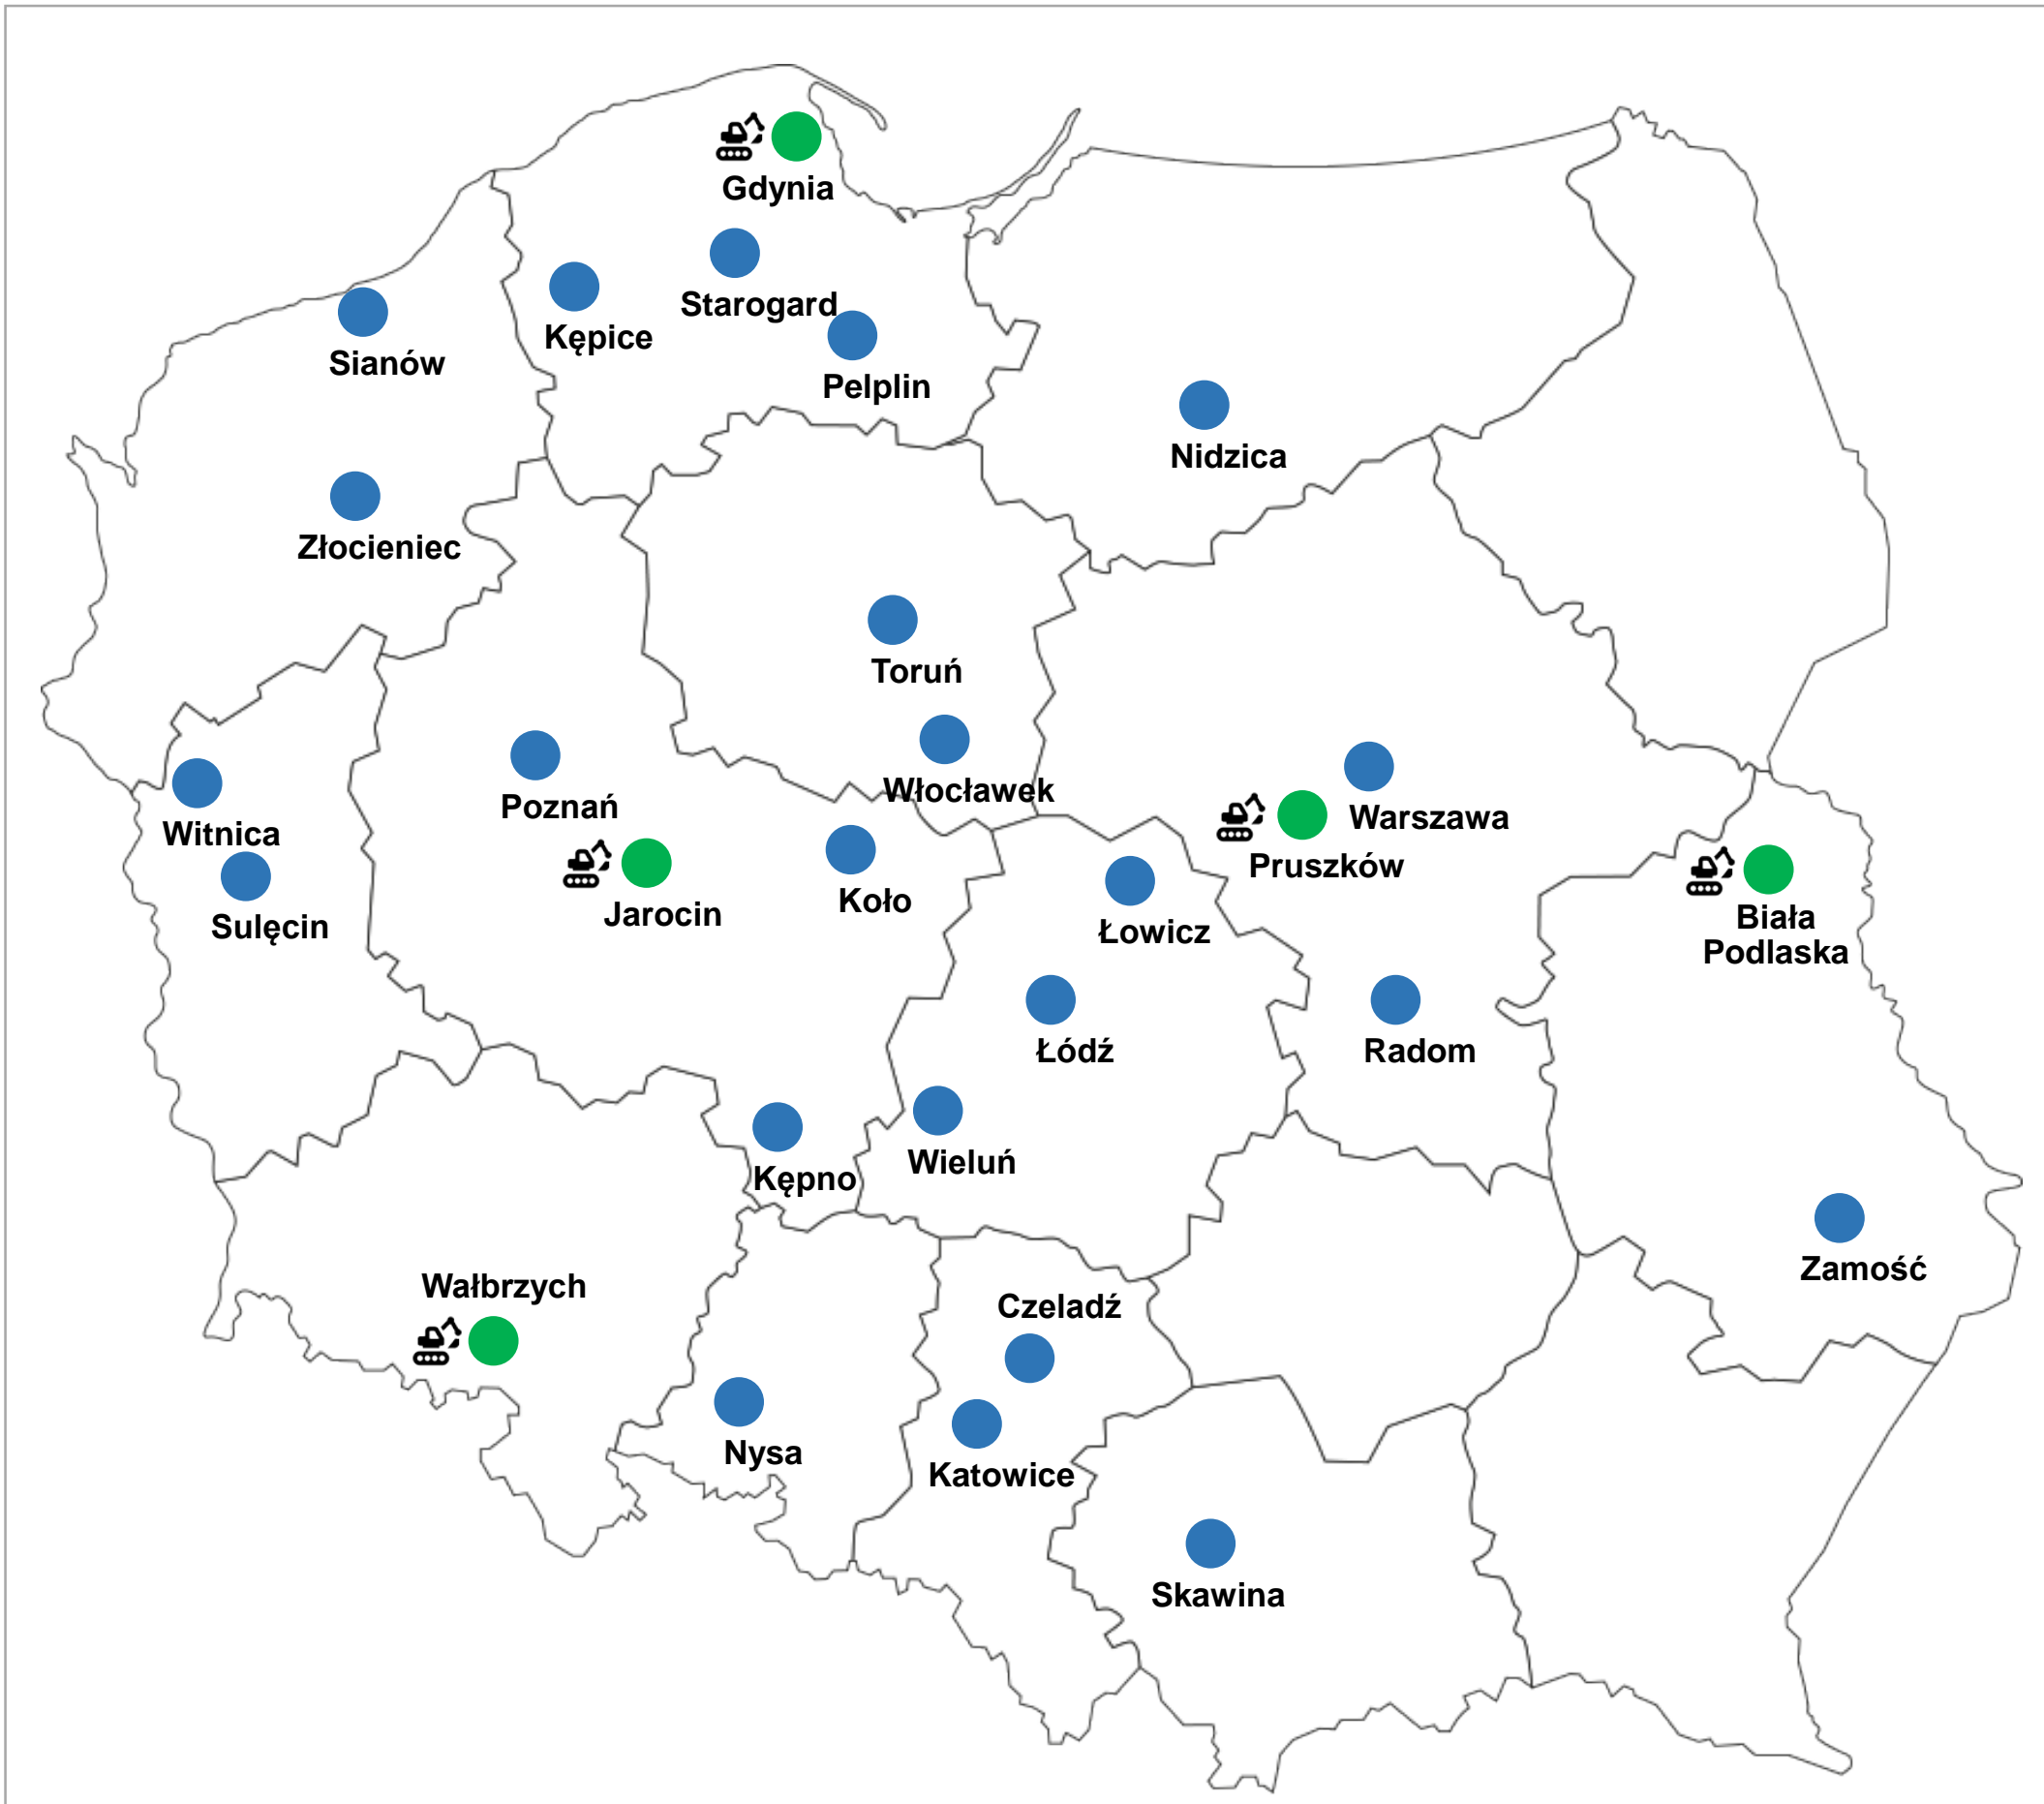 Gdynia
Starogard
Kępice
Sianów
Pelplin
Nidzica
Złocieniec
Toruń
Włocławek
Poznań
Witnica
Warszawa
Pruszków
Koło
Jarocin
Sulęcin
Łowicz
Biała
Podlaska
Łódź
Radom
Wieluń
Kępno
Zamość
Wałbrzych
Czeladź
Nysa
Katowice
Skawina